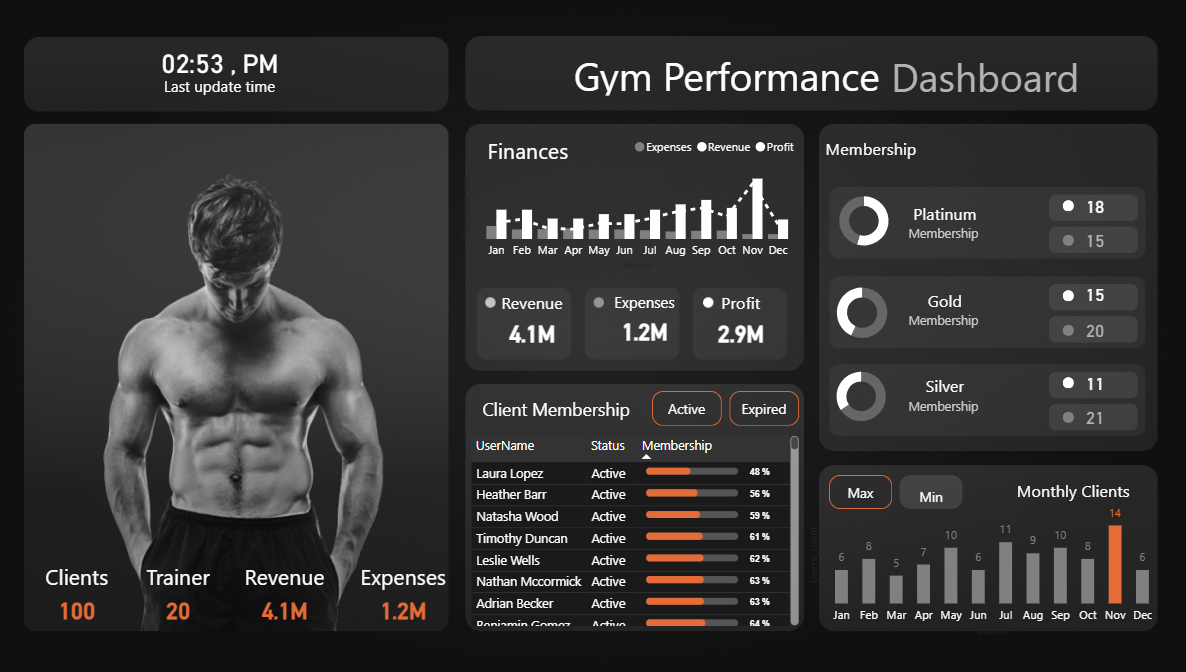 02:53 , PM
Last update time
Gym Performance Dashboard
Clients Trainer Revenue Expenses
100 20 4.1M 1.2M
Finances
Expenses Revenue Profit
Jan Feb Mar Apr May Jun Jul Aug Sep Oct Nov Dec
Month
Revenue Expenses Profit
4.1M 1.2M 2.9M
Client Membership Active Expired
UserName Status Membership
Laura Lopez Active 48 %
Heather Barr Active 56 %
Natasha Wood Active 59 %
Timothy Duncan Active 61 %
Leslie Wells Active 62 %
Nathan Mccormick Active 63 %
Adrian Becker Active 63 %
Benjamin Gomez Active 64 %
Membership
Platinum
Membership
18
15
Gold
Membership
15
20
Silver
Membership
11
21
Max Min Monthly Clients
6 8 5 7 10 6 11 9 10 8 14 6
Jan Feb Mar Apr May Jun Jul Aug Sep Oct Nov Dec
Month